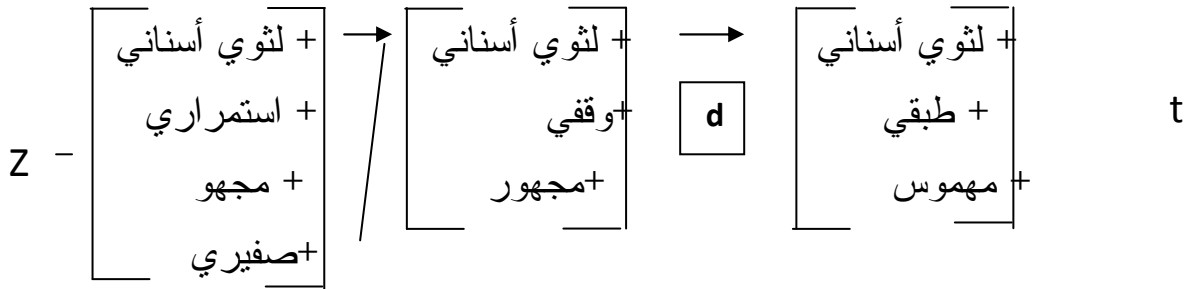 + لثوي أسناني → + لثوي أسناني → + لثوي أسناني
+ استمراري +وقفي d + طبقي t
Z –
+ مجهو +مجهور + مهموس
+صفيري